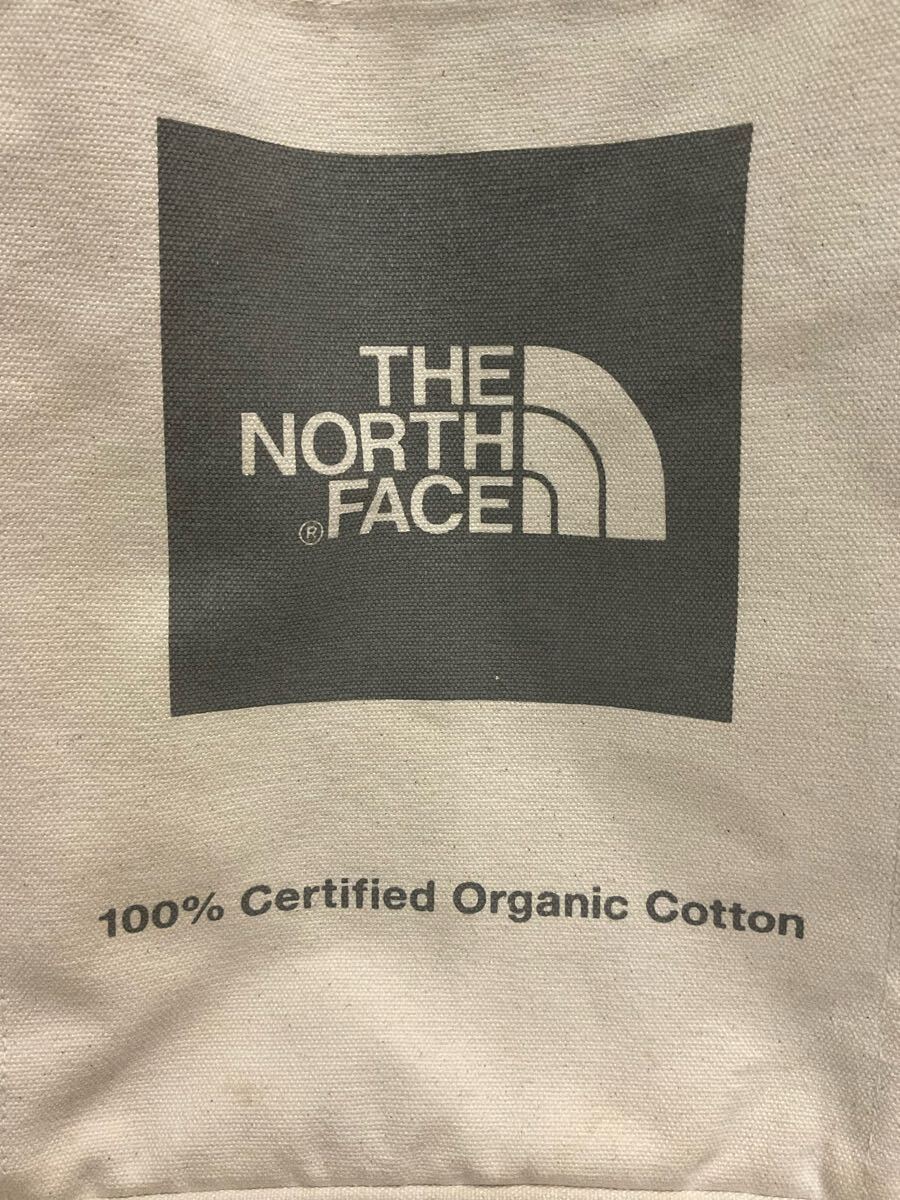 THE
NORTH
® FACE
100% Certified Organic Cotton